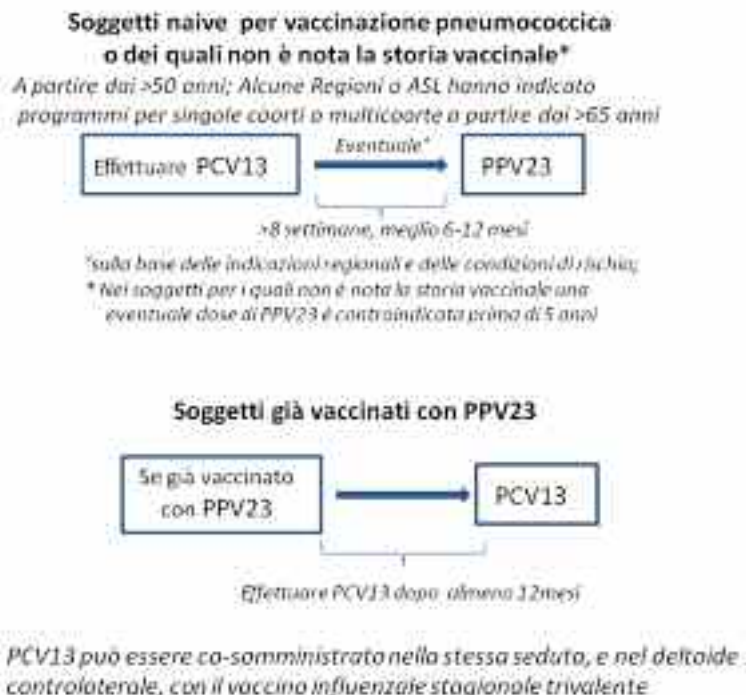 Soggetti naive per vaccinazione pneumococcica
o dei quali non è nota la storia vaccinale*
A partire dai >50 anni; Alcune Regioni o ASL hanno indicato
programmi per singole coorti o multicoorte a partire dai >65 anni
Effettuare PCV13
Eventuale°
PPV23
>8 settimane, meglio 6-12 mesi
°sulla base delle indicazioni regionali e delle condizioni di rischio;
* Nei soggetti per i quali non è nota la storia vaccinale una
eventuale dose di PPV23 è controindicata prima di 5 anni
Soggetti già vaccinati con PPV23
Se già vaccinato
con PPV23
PCV13
Effettuare PCV13 dopo almeno 12mesi
PCV13 può essere co-somministrato nella stessa seduta, e nel deltoide
controlaterale, con il vaccino influenzale stagionale trivalente